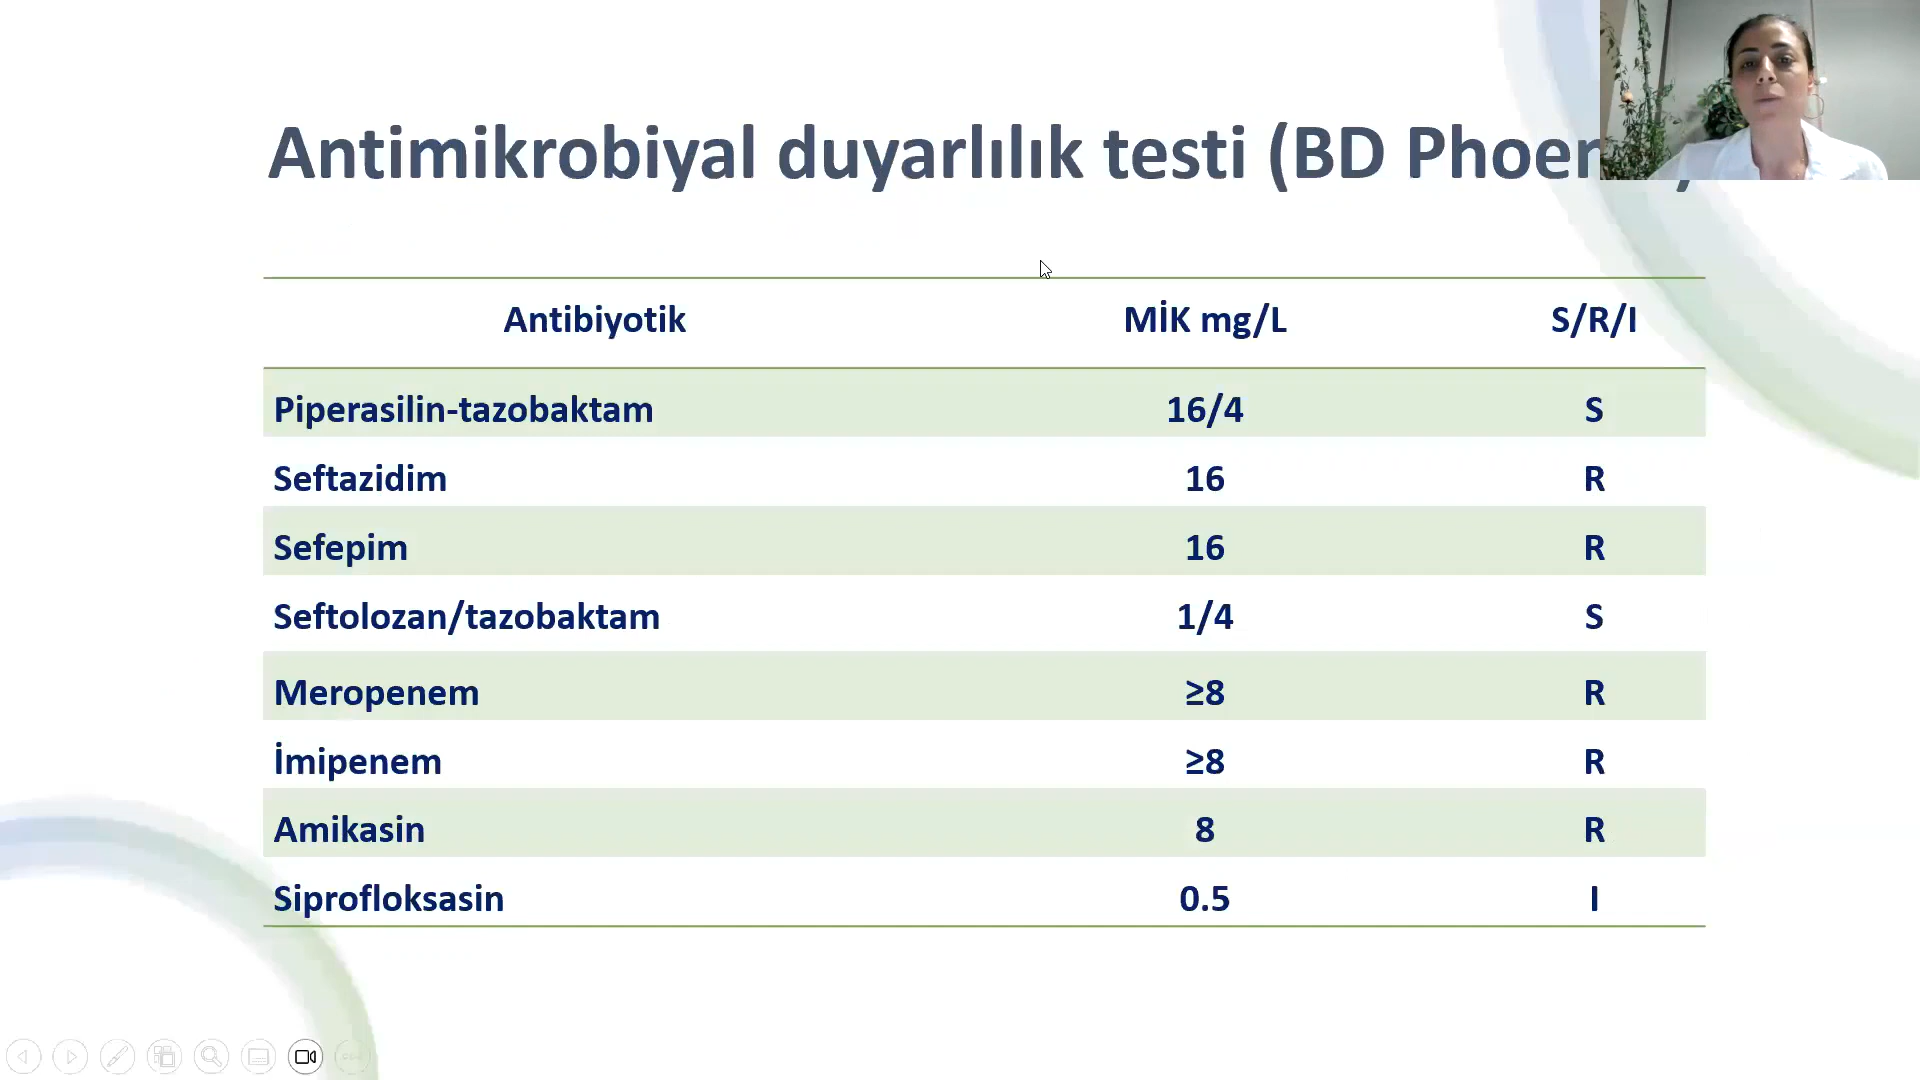 Antimikrobiyal duyarlılık testi (BD
Antibiyotik MİK mg/L S/R/I
Piperasilin-tazobaktam 16/4 S
Seftazidim 16 R
Sefepim 16 R
Seftolozan/tazobaktam 1/4 S
Meropenem ≥8 R
İmipenem ≥8 R
Amikasin 8 R
Siprofloksasin 0.5 I